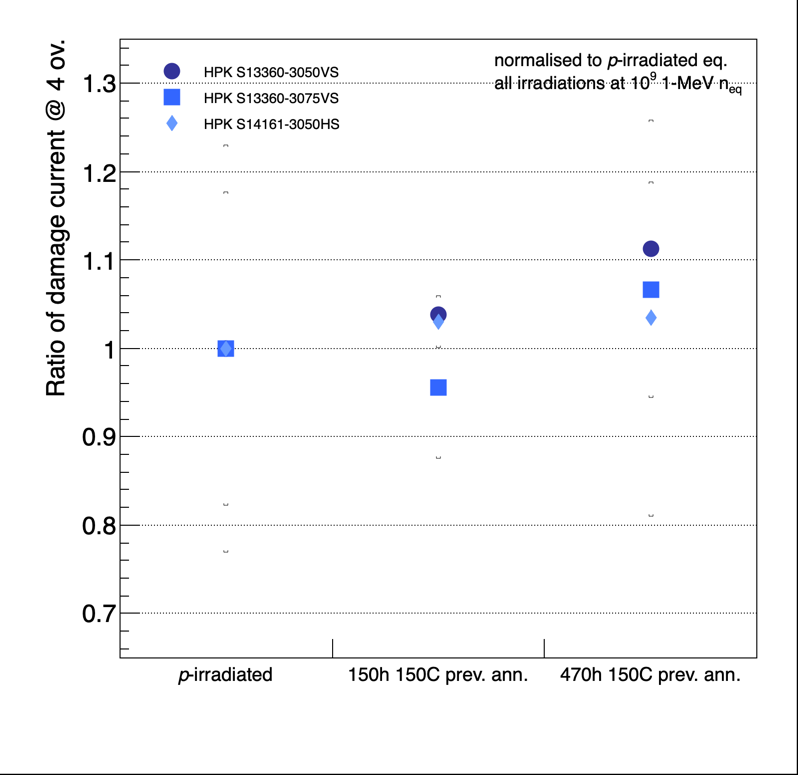 Ratio of damage current @ 4 ov.
HPK S13360-3050VS
HPK S13360-3075VS
HPK S14161-3050HS
normalised to p-irradiated eq.
all irradiations at 10⁹ 1-MeV n_eq
1.3
1.2
1.1
1
0.9
0.8
0.7
p-irradiated
150h 150C prev. ann.
470h 150C prev. ann.